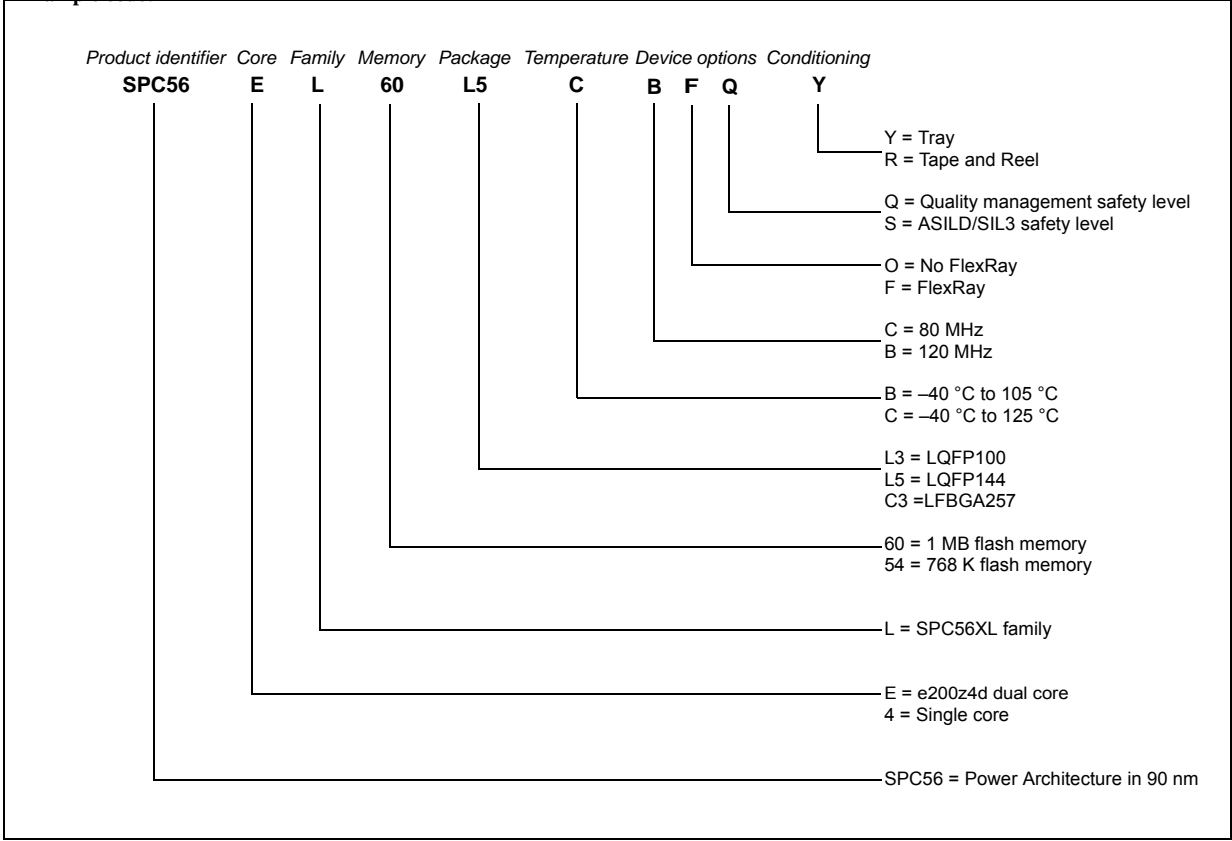 Product identifier Core Family Memory Package Temperature Device options Conditioning
SPC56 E L 60 L5 C B F Q Y
Y = Tray
R = Tape and Reel
Q = Quality management safety level
S = ASILD/SIL3 safety level
O = No FlexRay
F = FlexRay
C = 80 MHz
B = 120 MHz
B = –40 °C to 105 °C
C = –40 °C to 125 °C
L3 = LQFP100
L5 = LQFP144
C3 =LFBGA257
60 = 1 MB flash memory
54 = 768 K flash memory
L = SPC56XL family
E = e200z4d dual core
4 = Single core
SPC56 = Power Architecture in 90 nm